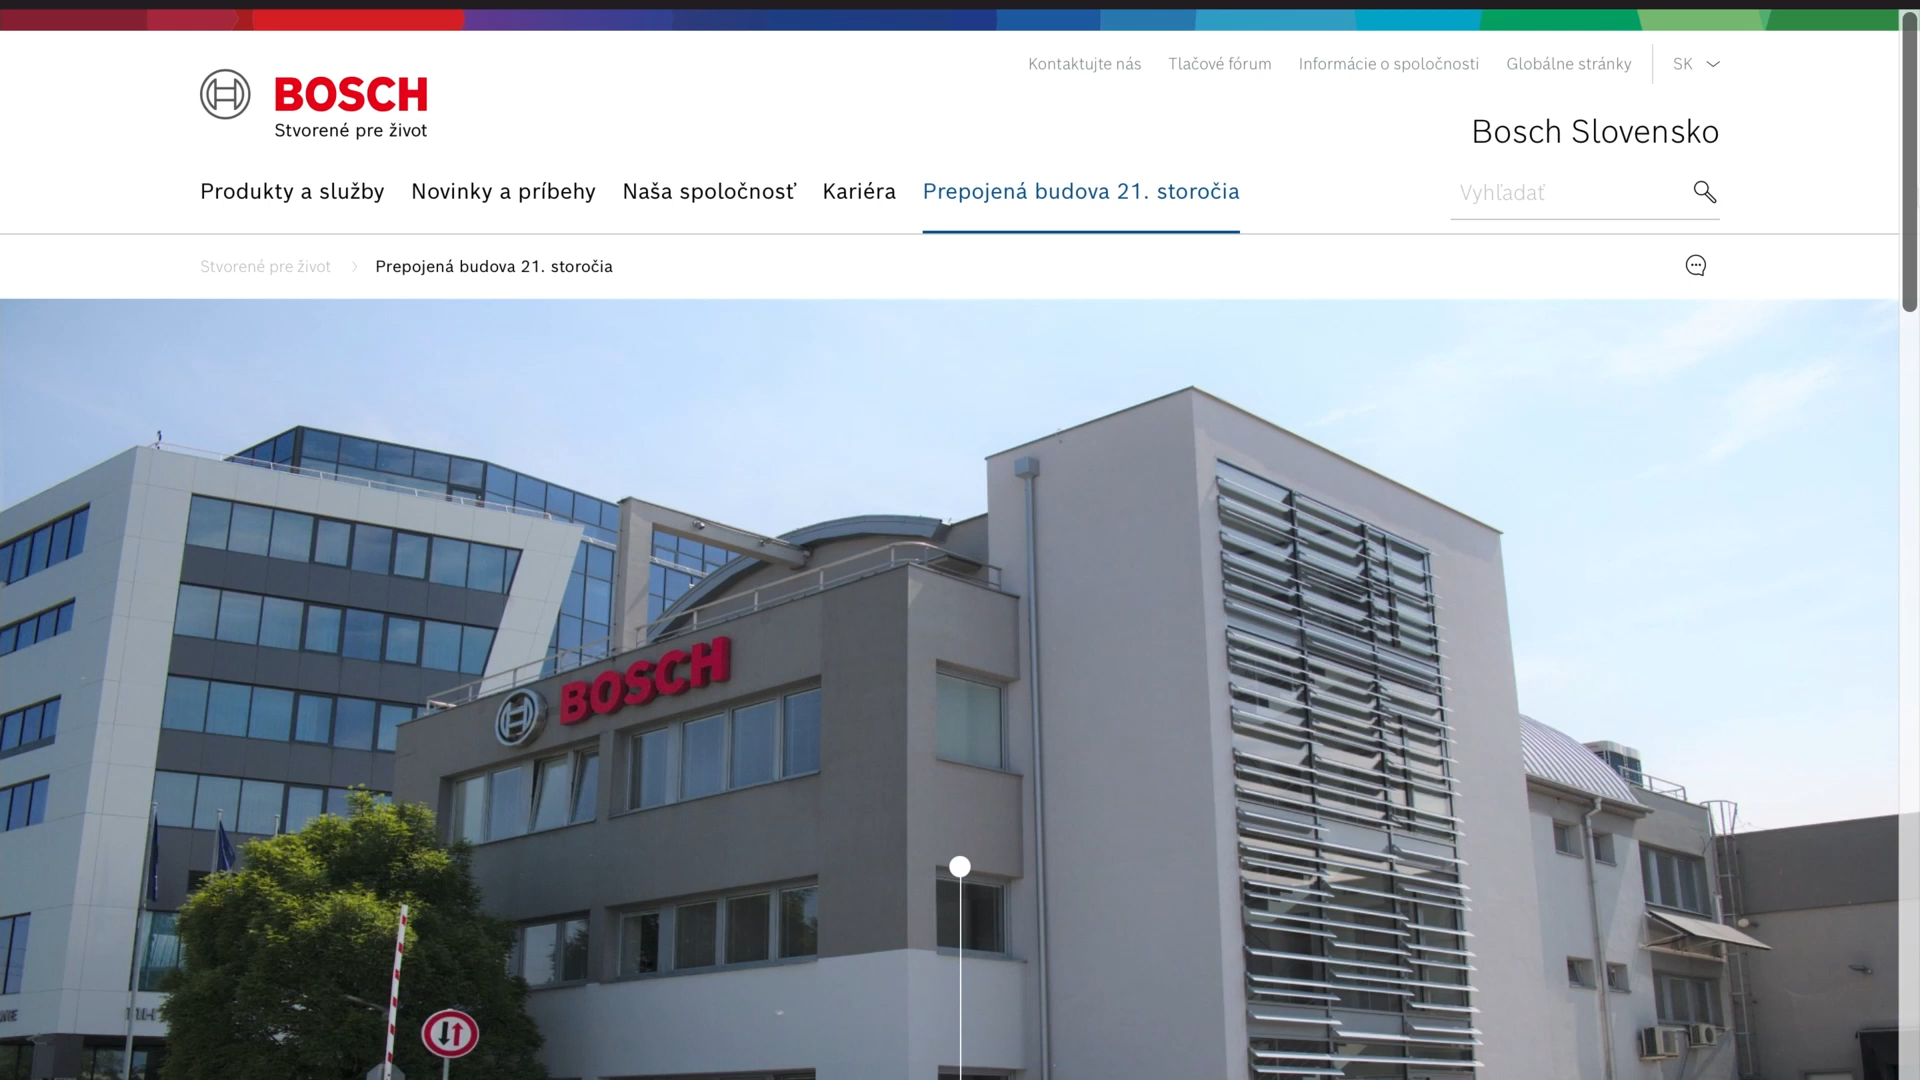 Kontaktujte nás Tlačové fórum Informácie o spoločnosti Globálne stránky SK
BOSCH
Stvorené pre život
Bosch Slovensko
Produkty a služby Novinky a príbehy Naša spoločnosť Kariéra Prepojená budova 21. storočia
Vyhľadať
Stvorené pre život Prepojená budova 21. storočia
BOSCH